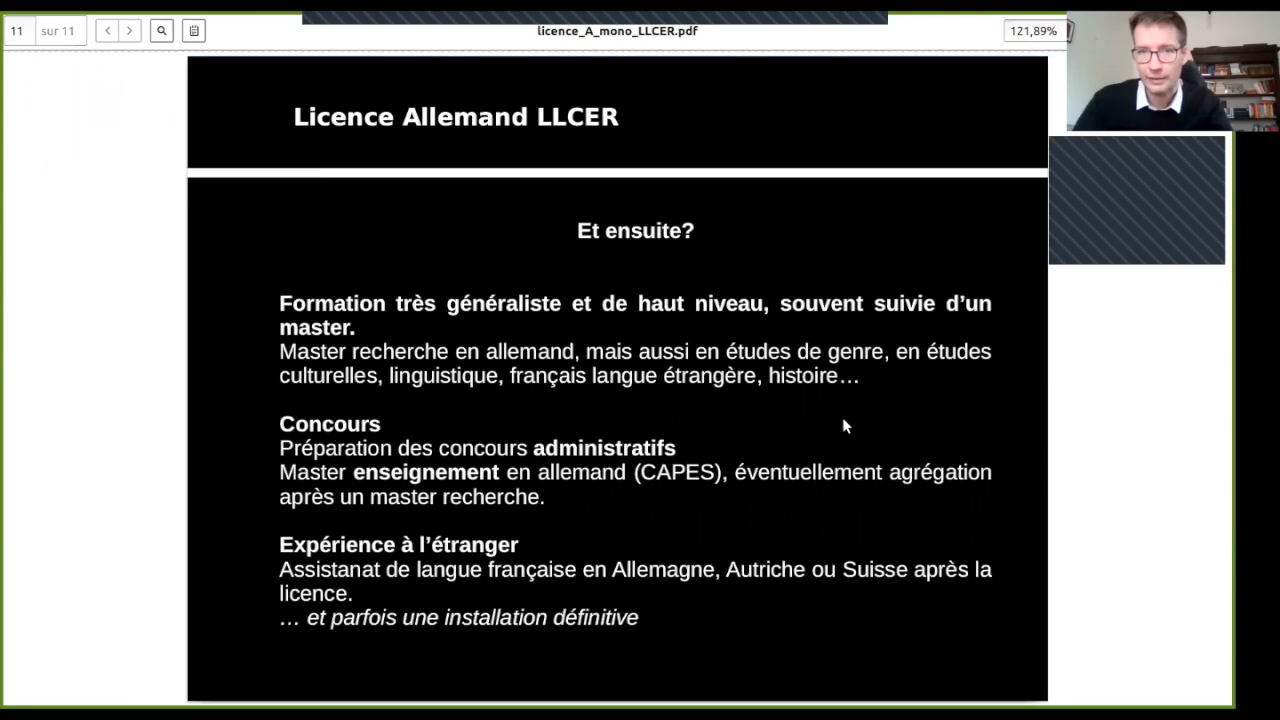 11 sur 11
licence_A_mono_LLCER.pdf
121,89%
Licence Allemand LLCER
Et ensuite?
Formation très généraliste et de haut niveau, souvent suivie d’un
master.
Master recherche en allemand, mais aussi en études de genre, en études
culturelles, linguistique, français langue étrangère, histoire…
Concours
Préparation des concours administratifs
Master enseignement en allemand (CAPES), éventuellement agrégation
après un master recherche.
Expérience à l’étranger
Assistanat de langue française en Allemagne, Autriche ou Suisse après la
licence.
… et parfois une installation définitive